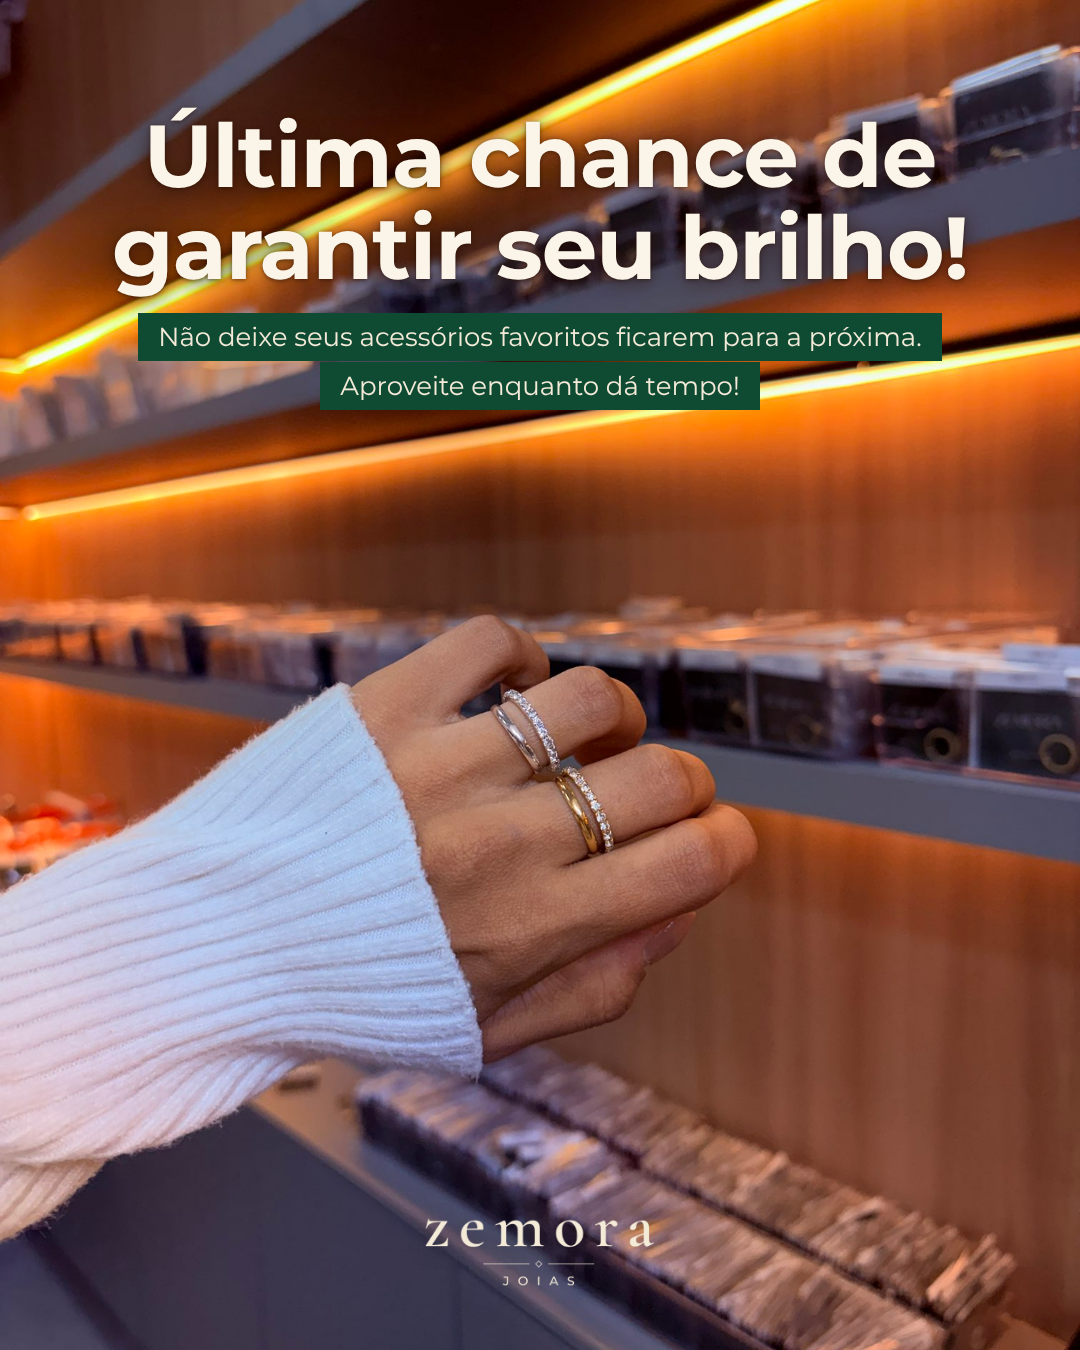 Última chance de
garantir seu brilho!
Não deixe seus acessórios favoritos ficarem para a próxima.
Aproveite enquanto dá tempo!
zemora
JOIAS